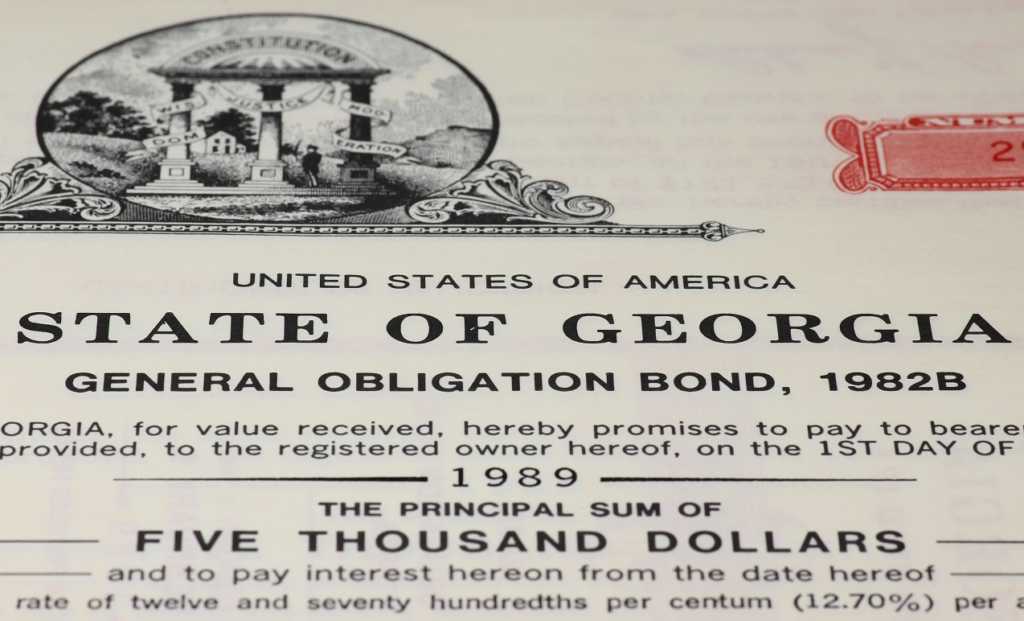 CONSTITUTION
WIS JUSTICE MOD
DOM ERATION
2
UNITED STATES OF AMERICA
STATE OF GEORGIA
GENERAL OBLIGATION BOND, 1982B
ORGIA, for value received, hereby promises to pay to beare
provided, to the registered owner hereof, on the 1ST DAY OF
1989
THE PRINCIPAL SUM OF
FIVE THOUSAND DOLLARS
and to pay interest hereon from the date hereof
rate of twelve and seventy hundredths per centum (12.70%) per a